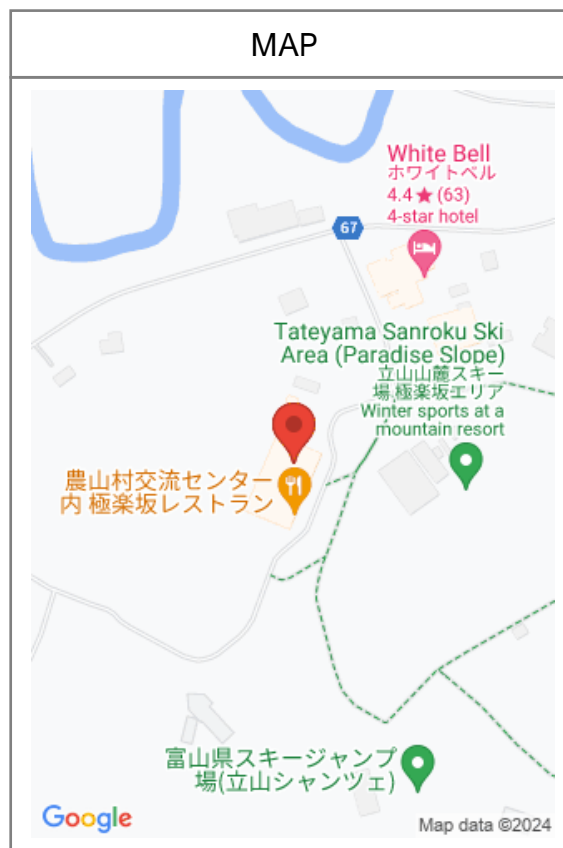 MAP
White Bell
ホワイトベル
4.4 ★ (63)
4-star hotel
67
Tateyama Sanroku Ski
Area (Paradise Slope)
立山山麓スキー
場 極楽坂エリア
Winter sports at a
mountain resort
農山村交流センター
内 極楽坂レストラン
富山県スキージャンプ
場(立山シャンツェ)
Google
Map data ©2024